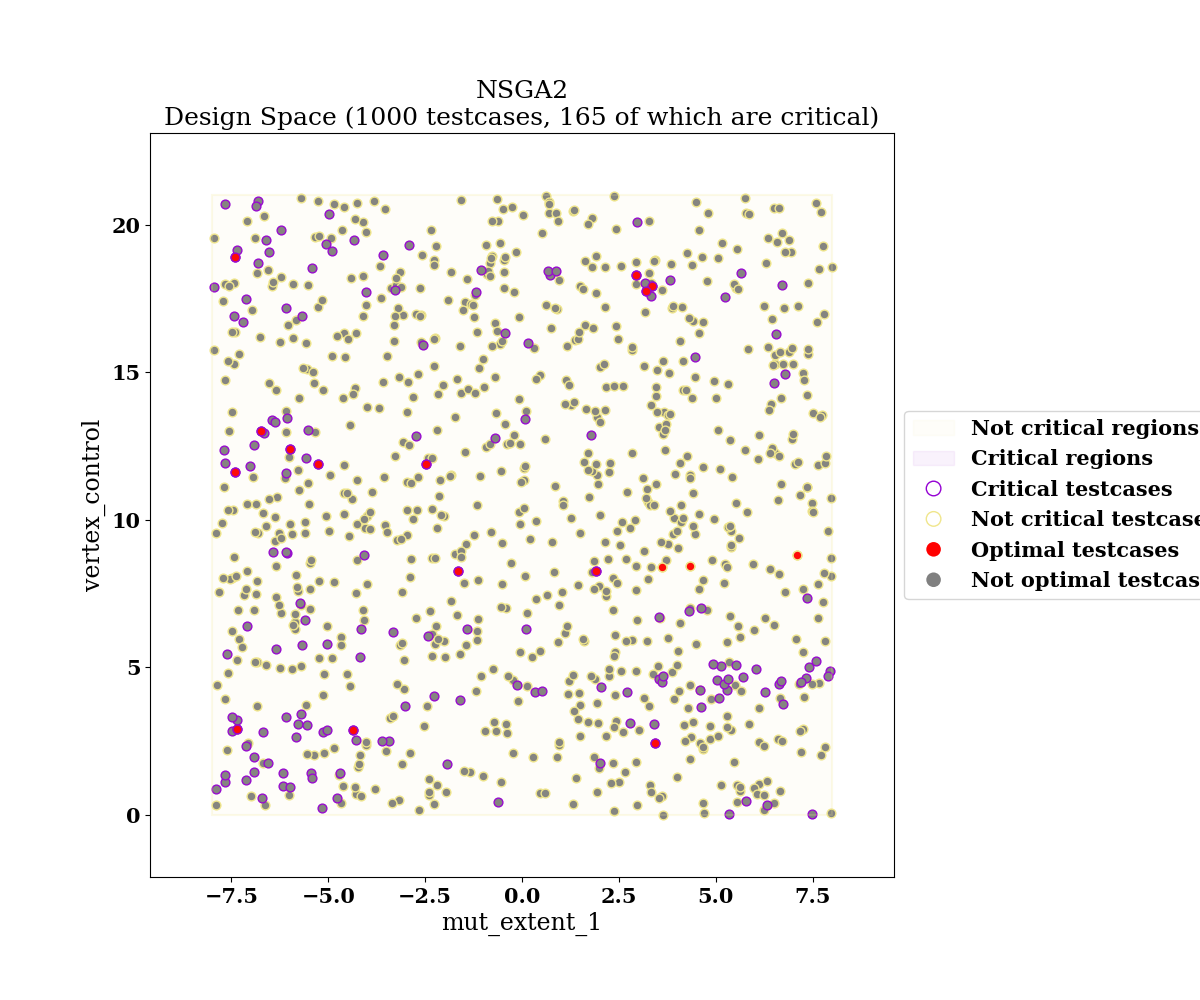 NSGA2
Design Space (1000 testcases, 165 of which are critical)
vertex_control
20
15
10
5
0
−7.5 −5.0 −2.5 0.0 2.5 5.0 7.5
mut_extent_1
Not critical regions
Critical regions
Critical testcases
Not critical testcase
Optimal testcases
Not optimal testcas